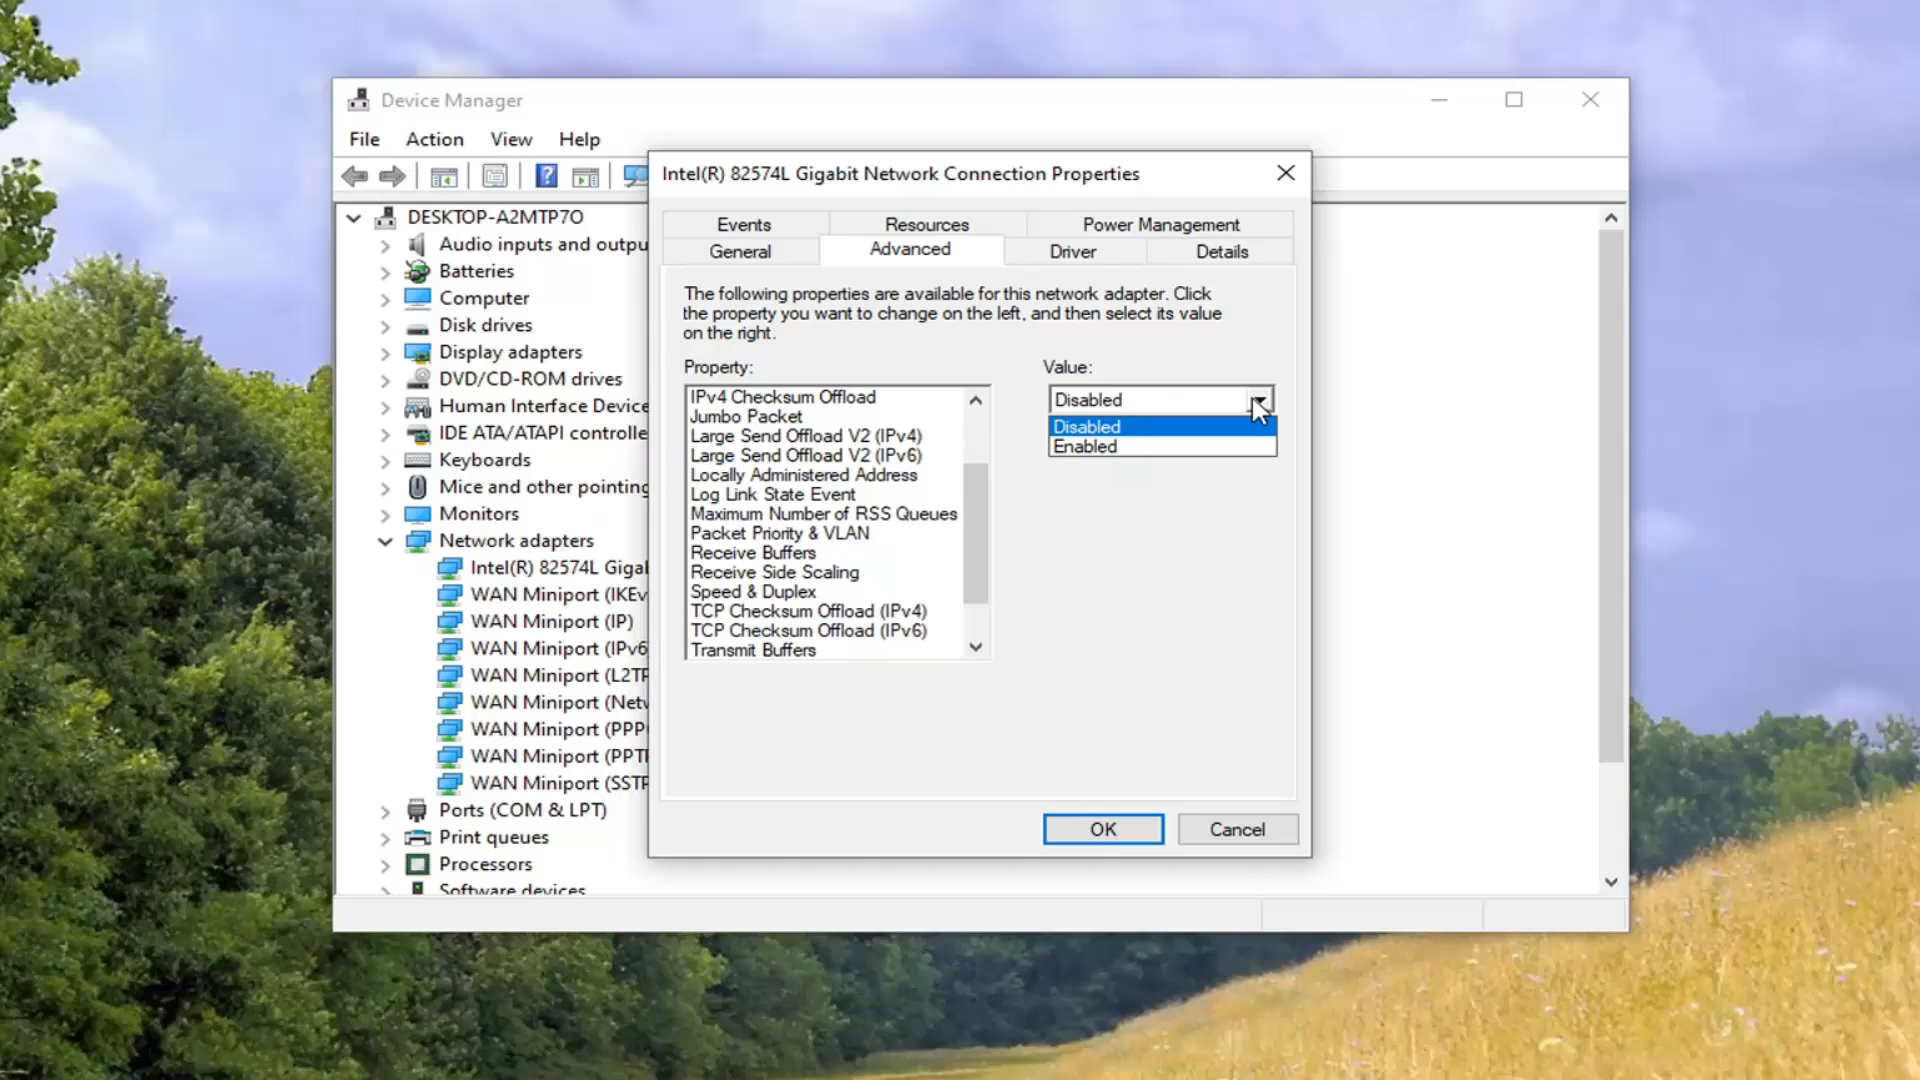 Device Manager
File Action View Help
Intel(R) 82574L Gigabit Network Connection Properties
DESKTOP-A2MTP7O
Audio inputs and outpu
Batteries
Computer
Disk drives
Display adapters
DVD/CD-ROM drives
Human Interface Device
IDE ATA/ATAPI controlle
Keyboards
Mice and other pointing
Monitors
Network adapters
Intel(R) 82574L Gigal
WAN Miniport (IKEv
WAN Miniport (IP)
WAN Miniport (IPv6
WAN Miniport (L2TP
WAN Miniport (Netw
WAN Miniport (PPP
WAN Miniport (PPTP
WAN Miniport (SSTP
Ports (COM & LPT)
Print queues
Processors
Software devices
Events Resources Power Management
General Advanced Driver Details
The following properties are available for this network adapter. Click
the property you want to change on the left, and then select its value
on the right.
Property:
IPv4 Checksum Offload
Jumbo Packet
Large Send Offload V2 (IPv4)
Large Send Offload V2 (IPv6)
Locally Administered Address
Log Link State Event
Maximum Number of RSS Queues
Packet Priority & VLAN
Receive Buffers
Receive Side Scaling
Speed & Duplex
TCP Checksum Offload (IPv4)
TCP Checksum Offload (IPv6)
Transmit Buffers
Value:
Disabled
Disabled
Enabled
OK Cancel